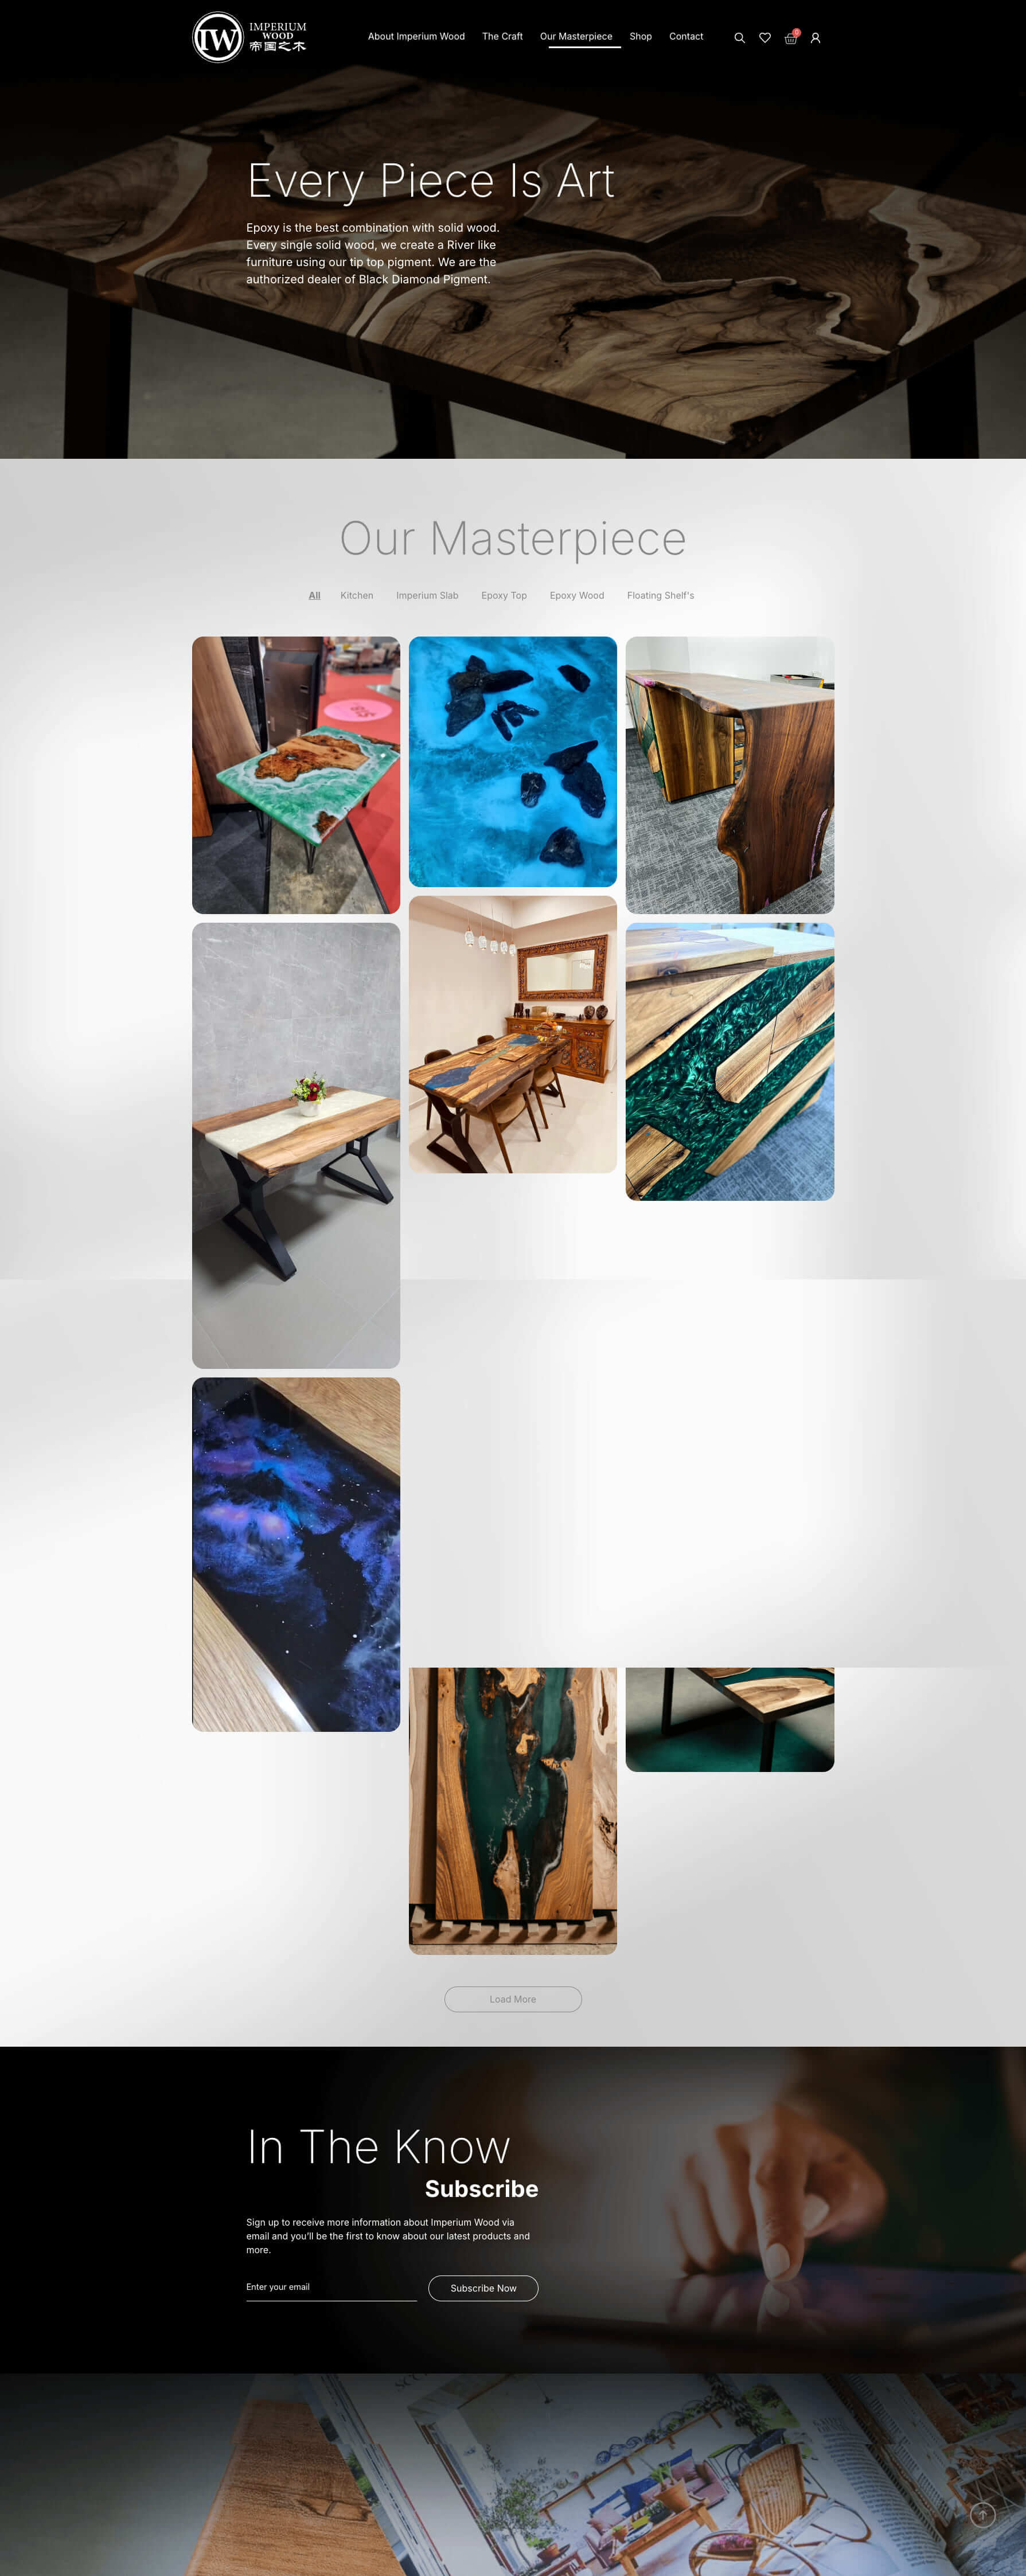 IW
IMPERIUM
WOOD
帝国之木
About Imperium Wood The Craft Our Masterpiece Shop Contact
0
Every Piece Is Art
Epoxy is the best combination with solid wood.
Every single solid wood, we create a River like
furniture using our tip top pigment. We are the
authorized dealer of Black Diamond Pigment.
Our Masterpiece
All Kitchen Imperium Slab Epoxy Top Epoxy Wood Floating Shelf's
Load More
In The Know
Subscribe
Sign up to receive more information about Imperium Wood via
email and you'll be the first to know about our latest products and
more.
Enter your email
Subscribe Now